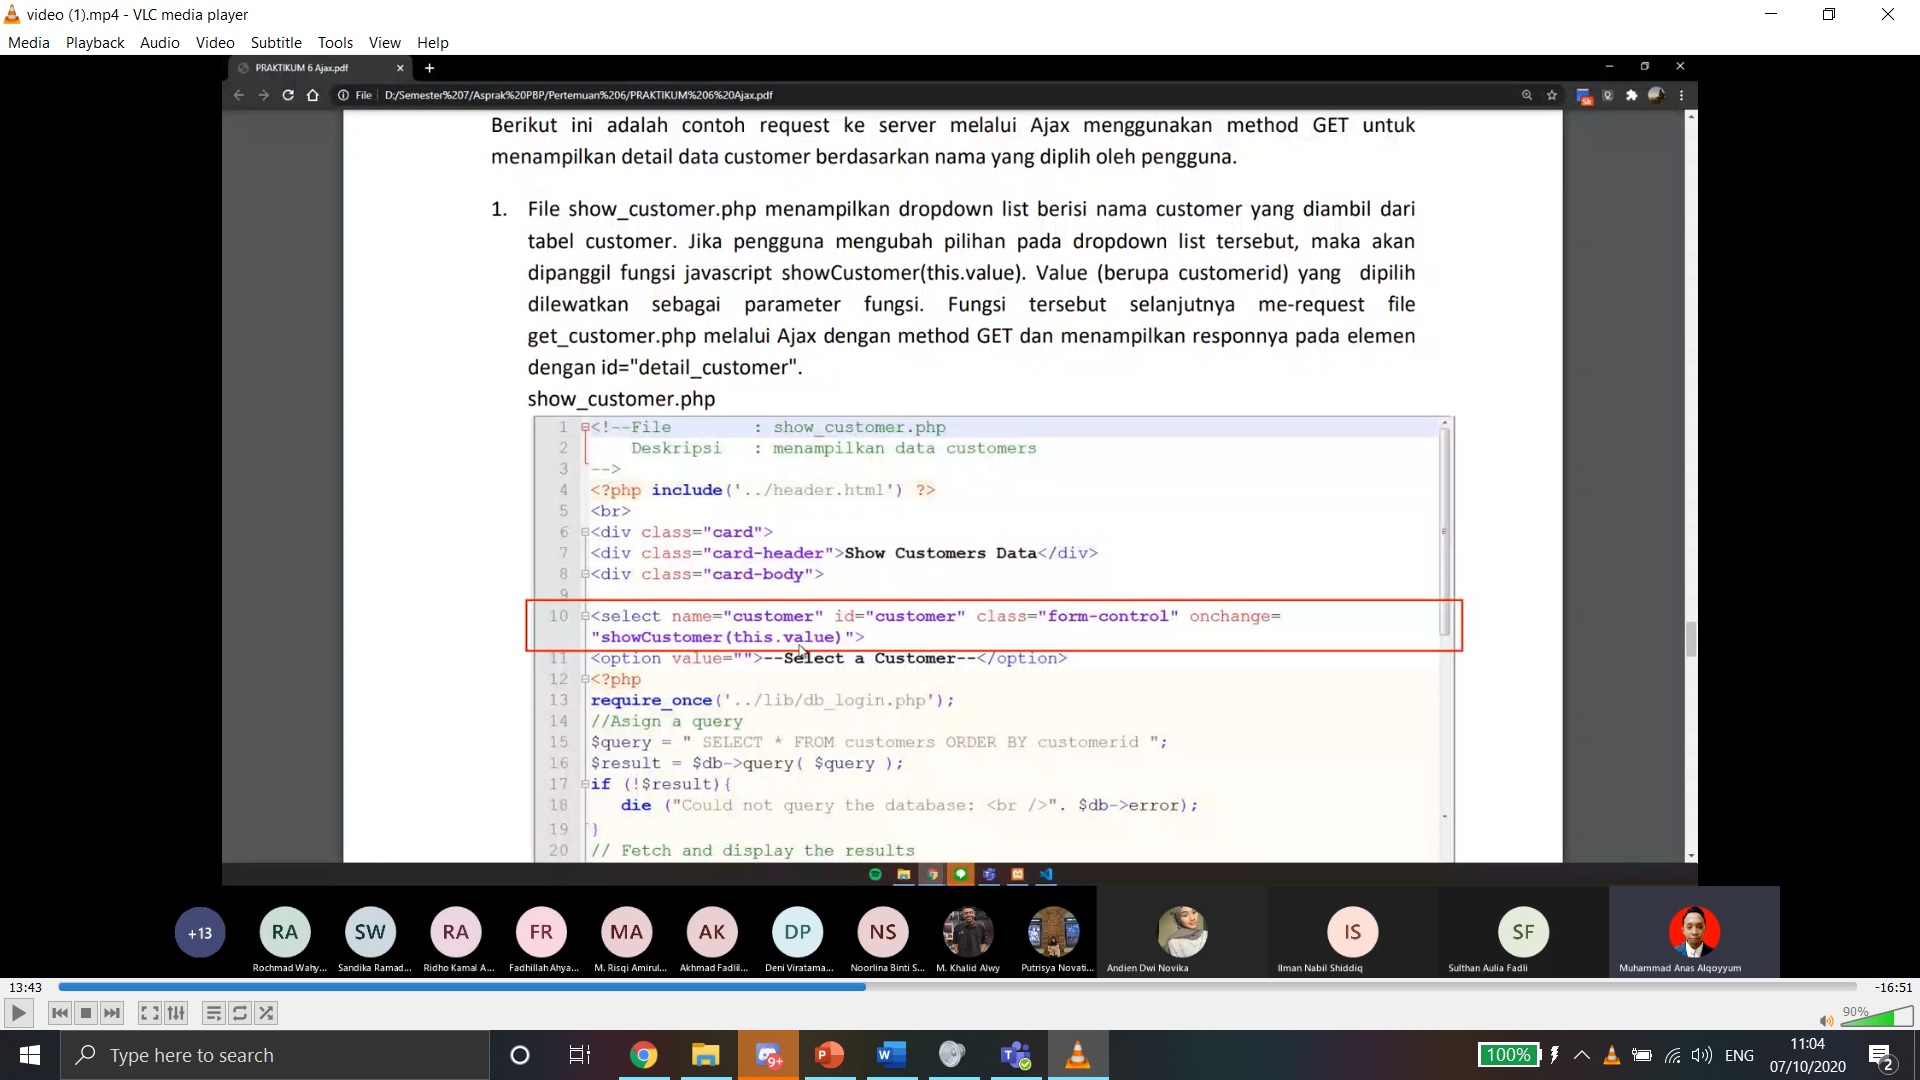 video (1).mp4 - VLC media player
Media Playback Audio Video Subtitle Tools View Help
PRAKTIKUM 6 Ajax.pdf
File D:/Semester%207/Asprak%20PBP/Pertemuan%206/PRAKTIKUM%206%20Ajax.pdf
Berikut ini adalah contoh request ke server melalui Ajax menggunakan method GET untuk
menampilkan detail data customer berdasarkan nama yang diplih oleh pengguna.
1. File show_customer.php menampilkan dropdown list berisi nama customer yang diambil dari
tabel customer. Jika pengguna mengubah pilihan pada dropdown list tersebut, maka akan
dipanggil fungsi javascript showCustomer(this.value). Value (berupa customerid) yang dipilih
dilewatkan sebagai parameter fungsi. Fungsi tersebut selanjutnya me-request file
get_customer.php melalui Ajax dengan method GET dan menampilkan responnya pada elemen
dengan id="detail_customer".
show_customer.php
1 <!--File : show_customer.php
2 Deskripsi : menampilkan data customers
3 -->
4 <?php include('../header.html') ?>
5 <br>
6 <div class="card">
7 <div class="card-header">Show Customers Data</div>
8 <div class="card-body">
9
10 <select name="customer" id="customer" class="form-control" onchange=
"showCustomer(this.value)">
11 <option value="">--Select a Customer--</option>
12 <?php
13 require_once('../lib/db_login.php');
14 //Asign a query
15 $query = " SELECT * FROM customers ORDER BY customerid ";
16 $result = $db->query( $query );
17 if (!$result){
18 die ("Could not query the database: <br />". $db->error);
19 }
20 // Fetch and display the results
+13 RA SW RA FR MA AK DP NS IS SF
Rochmad Wahy... Sandika Ramad... Ridho Kamal A... Fadhillah Ahya... M. Risqi Amirul... Akhmad Fadlil... Deni Viratama... Noorlina Binti S... M. Khalid Alwy Putrisya Novati... Andien Dwi Novika Ilman Nabil Shiddiq Sulthan Aulia Fadli Muhammad Anas Alqoyyum
13:43 -16:51
90%
Type here to search
9+
100% ENG 11:04
07/10/2020
2